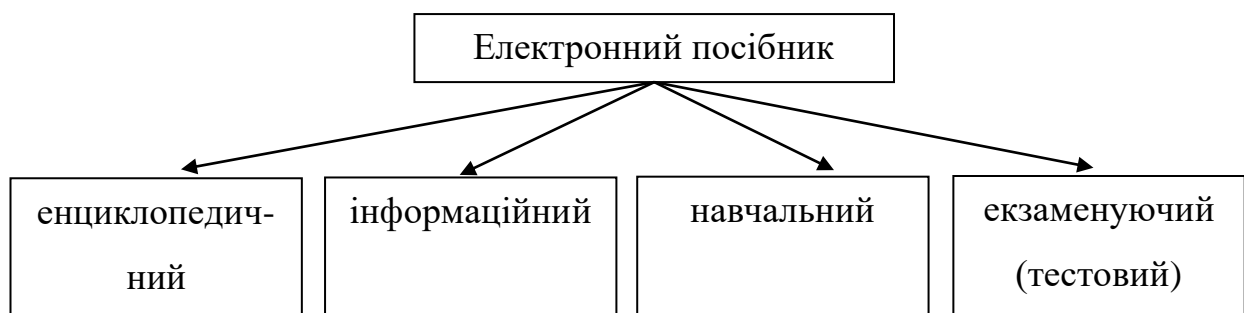 Електронний посібник
енциклопедич-
ний
інформаційний
навчальний
екзаменуючий
(тестовий)